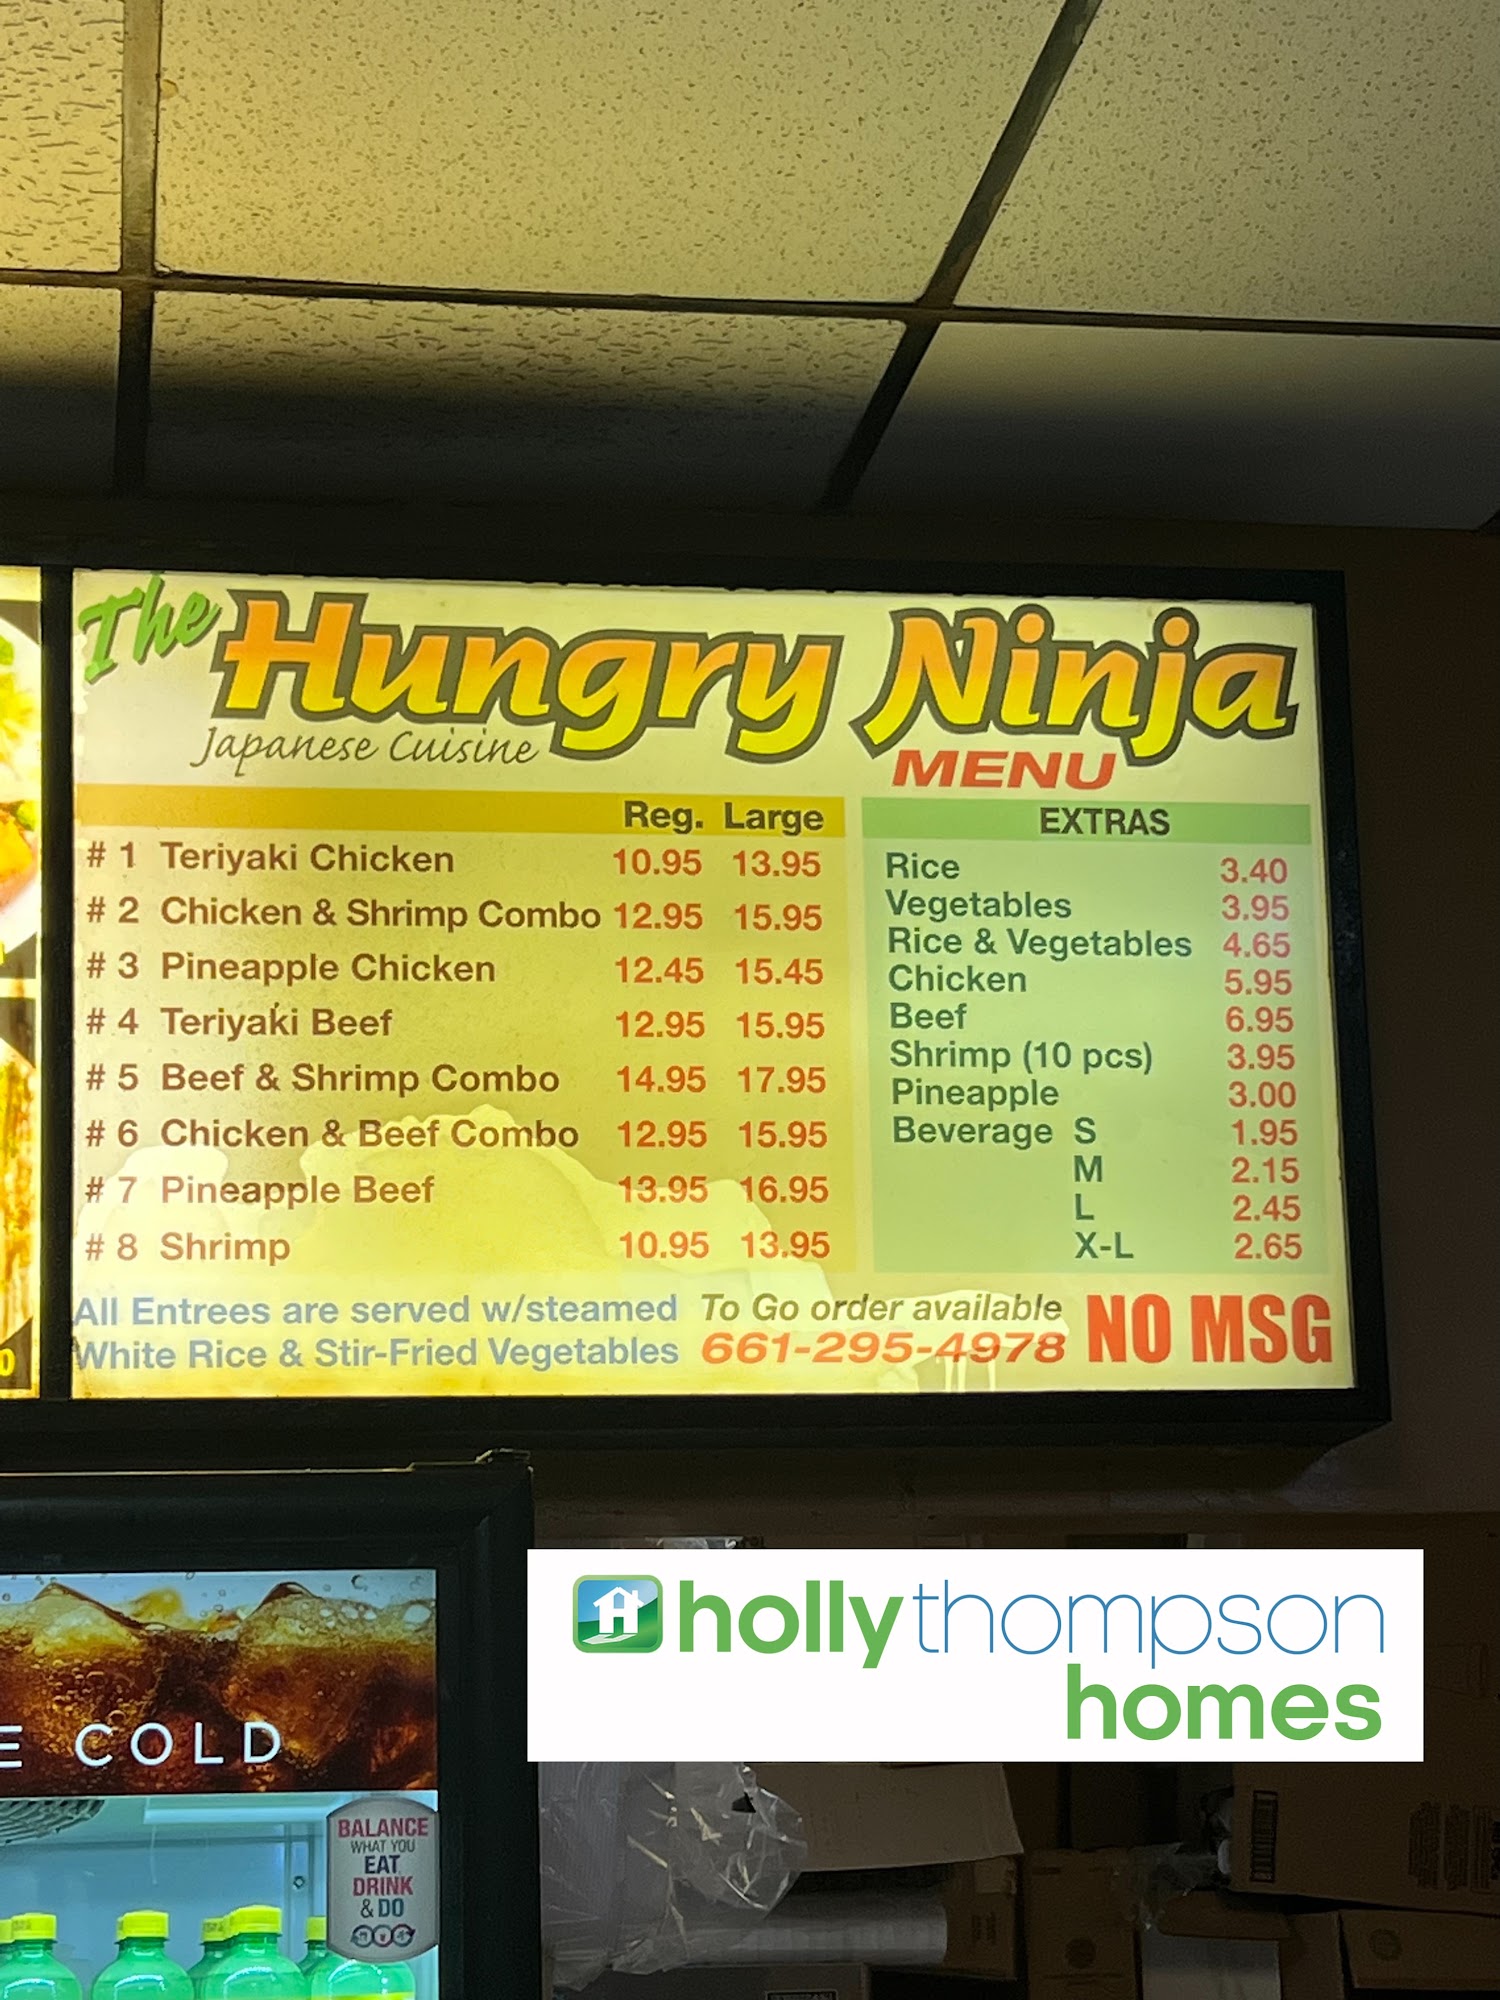 The Hungry Ninja
Japanese Cuisine
MENU
Reg. Large
# 1 Teriyaki Chicken 10.95 13.95
# 2 Chicken & Shrimp Combo 12.95 15.95
# 3 Pineapple Chicken 12.45 15.45
# 4 Teriyaki Beef 12.95 15.95
# 5 Beef & Shrimp Combo 14.95 17.95
# 6 Chicken & Beef Combo 12.95 15.95
# 7 Pineapple Beef 13.95 16.95
# 8 Shrimp 10.95 13.95
EXTRAS
Rice 3.40
Vegetables 3.95
Rice & Vegetables 4.65
Chicken 5.95
Beef 6.95
Shrimp (10 pcs) 3.95
Pineapple 3.00
Beverage S 1.95
M 2.15
L 2.45
X-L 2.65
All Entrees are served w/steamed
White Rice & Stir-Fried Vegetables
To Go order available
661-295-4978
NO MSG
0
E COLD
BALANCE
WHAT YOU
EAT
DRINK
& DO
H hollythompson
homes